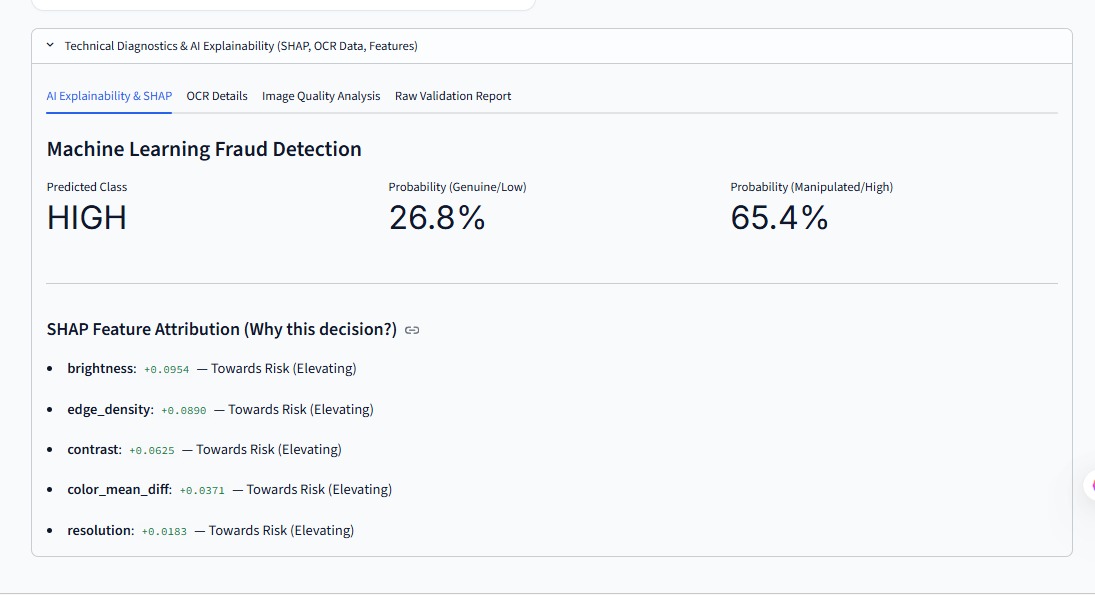 Technical Diagnostics & AI Explainability (SHAP, OCR Data, Features)
AI Explainability & SHAP OCR Details Image Quality Analysis Raw Validation Report
Machine Learning Fraud Detection
Predicted Class Probability (Genuine/Low) Probability (Manipulated/High)
HIGH 26.8% 65.4%
SHAP Feature Attribution (Why this decision?)
• brightness: +0.0954 — Towards Risk (Elevating)
• edge_density: +0.0890 — Towards Risk (Elevating)
• contrast: +0.0625 — Towards Risk (Elevating)
• color_mean_diff: +0.0371 — Towards Risk (Elevating)
• resolution: +0.0183 — Towards Risk (Elevating)